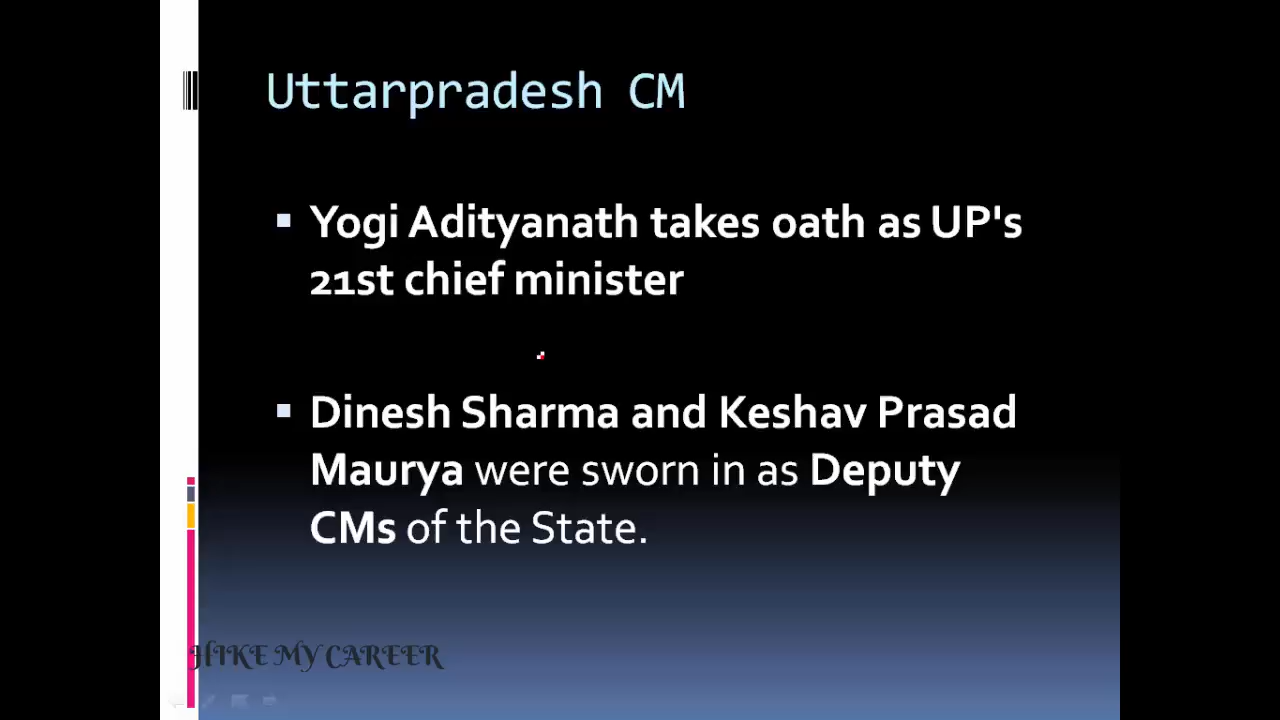 Uttarpradesh CM
Yogi Adityanath takes oath as UP's
21st chief minister
Dinesh Sharma and Keshav Prasad
Maurya were sworn in as Deputy
CMs of the State.
HIKE MY CAREER